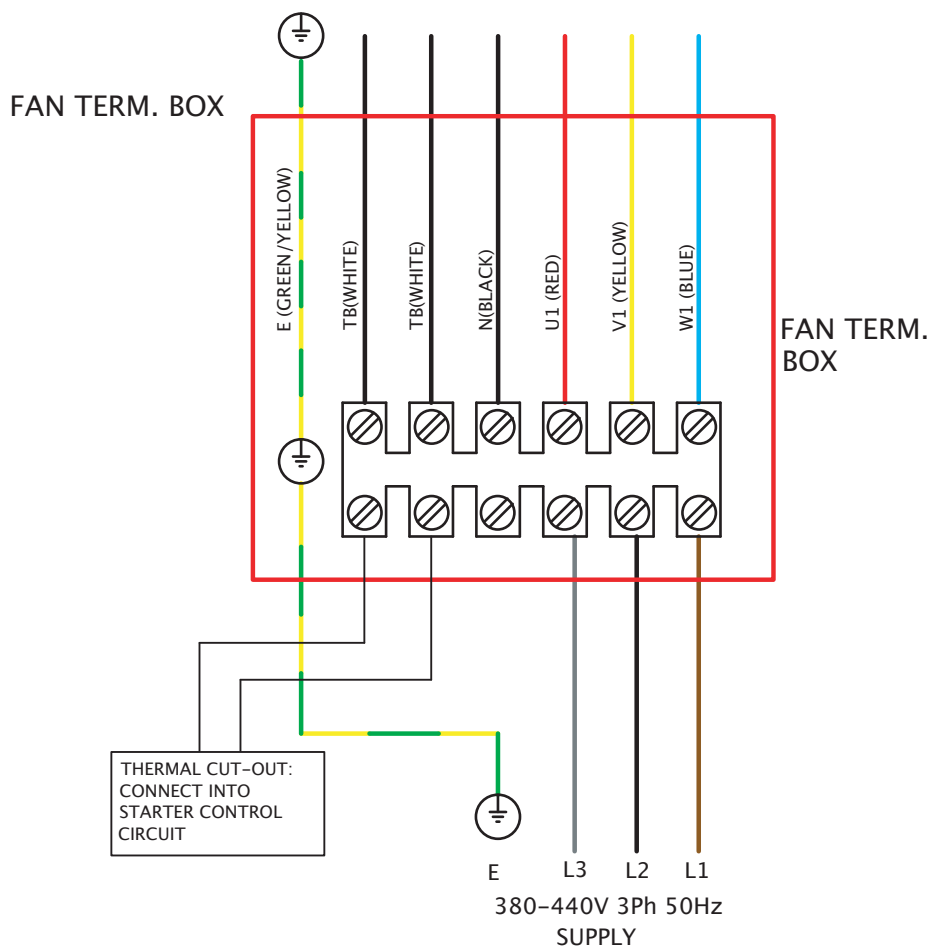 FAN TERM. BOX
E (GREEN/YELLOW)
TB(WHITE)
TB(WHITE)
N(BLACK)
U1 (RED)
V1 (YELLOW)
W1 (BLUE)
FAN TERM.
BOX
THERMAL CUT-OUT:
CONNECT INTO
STARTER CONTROL
CIRCUIT
E
L3
L2
L1
380-440V 3Ph 50Hz
SUPPLY